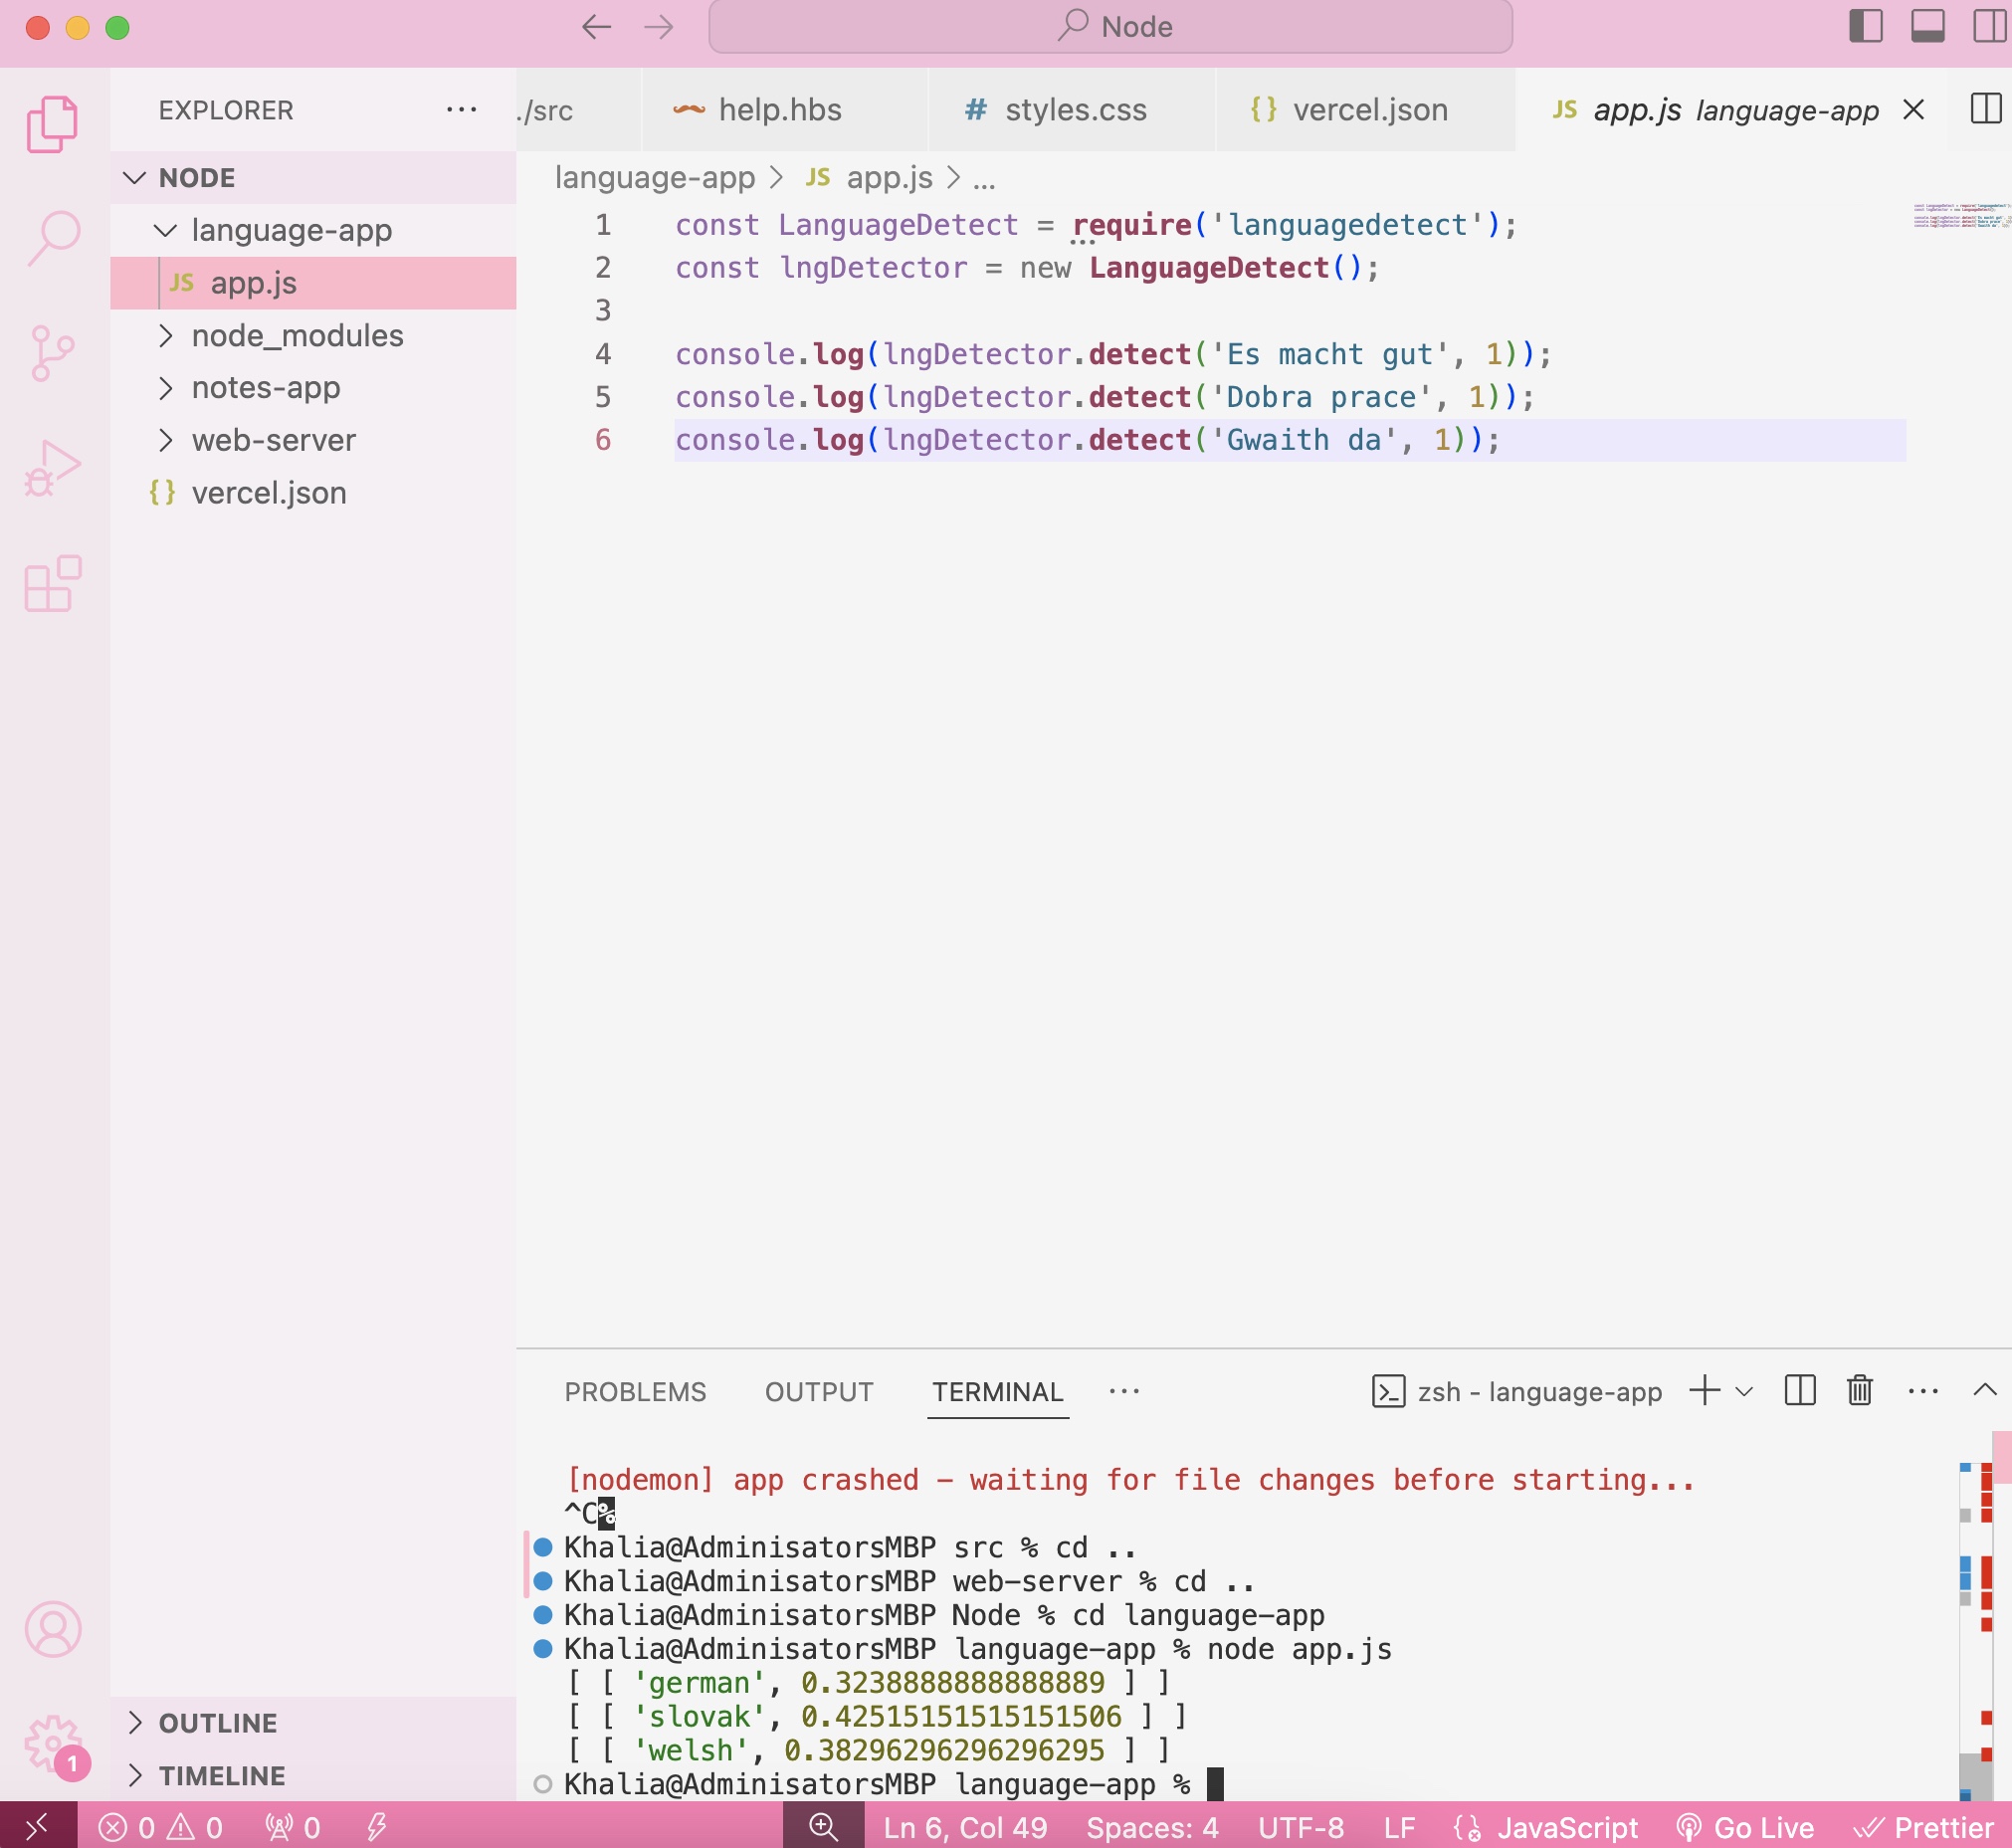 Node
EXPLORER ...
./src help.hbs # styles.css {} vercel.json JS app.js language-app
NODE
language-app
JS app.js
node_modules
notes-app
web-server
{} vercel.json
language-app > JS app.js > ...
1 const LanguageDetect = require('languagedetect');
2 const lngDetector = new LanguageDetect();
3
4 console.log(lngDetector.detect('Es macht gut', 1));
5 console.log(lngDetector.detect('Dobra prace', 1));
6 console.log(lngDetector.detect('Gwaith da', 1));
PROBLEMS OUTPUT TERMINAL ... zsh - language-app
[nodemon] app crashed - waiting for file changes before starting...
^C%
Khalia@AdminisatorsMBP src % cd ..
Khalia@AdminisatorsMBP web-server % cd ..
Khalia@AdminisatorsMBP Node % cd language-app
Khalia@AdminisatorsMBP language-app % node app.js
[ [ 'german', 0.3238888888888889 ] ]
[ [ 'slovak', 0.42515151515151506 ] ]
[ [ 'welsh', 0.38296296296296295 ] ]
Khalia@AdminisatorsMBP language-app %
OUTLINE
TIMELINE
1
0 0 0 Ln 6, Col 49 Spaces: 4 UTF-8 LF JavaScript Go Live Prettier